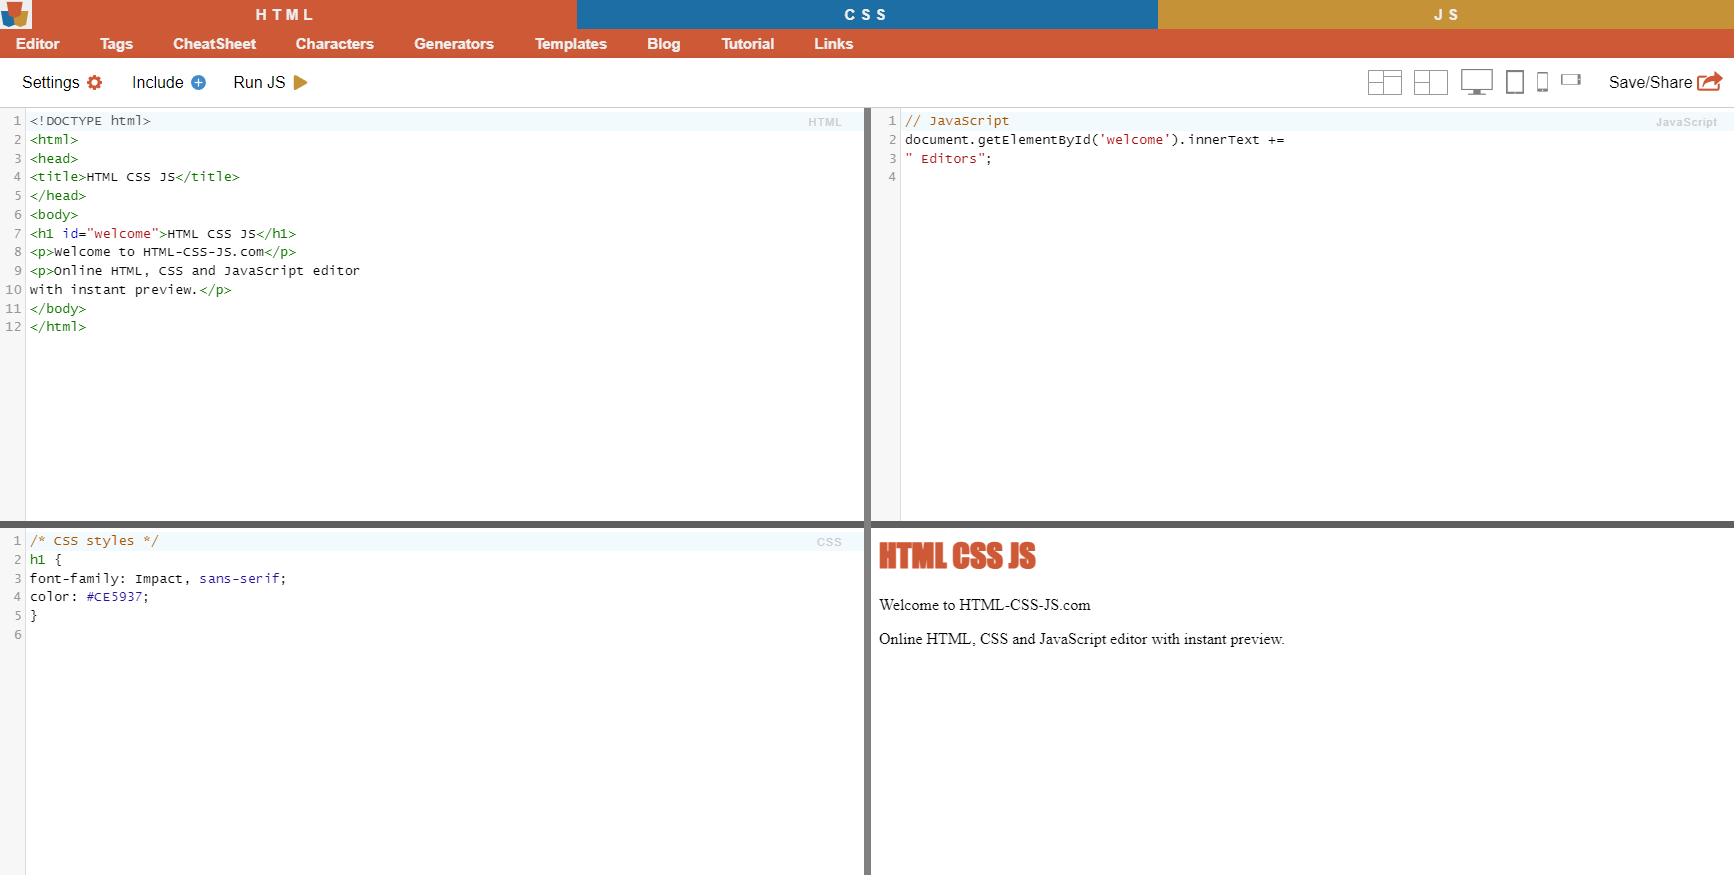 HTML
CSS
JS
Editor Tags CheatSheet Characters Generators Templates Blog Tutorial Links
Settings Include Run JS Save/Share
1 <!DOCTYPE html> HTML
2 <html>
3 <head>
4 <title>HTML CSS JS</title>
5 </head>
6 <body>
7 <h1 id="welcome">HTML CSS JS</h1>
8 <p>Welcome to HTML-CSS-JS.com</p>
9 <p>Online HTML, CSS and JavaScript editor
10 with instant preview.</p>
11 </body>
12 </html>
1 // JavaScript JavaScript
2 document.getElementById('welcome').innerText +=
3 " Editors";
4
1 /* CSS styles */ CSS
2 h1 {
3 font-family: Impact, sans-serif;
4 color: #CE5937;
5 }
6
HTML CSS JS
Welcome to HTML-CSS-JS.com
Online HTML, CSS and JavaScript editor with instant preview.